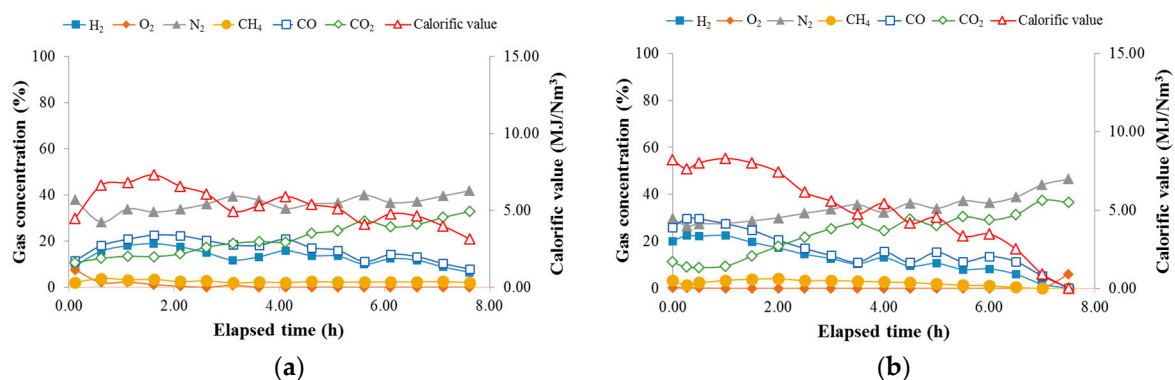 H₂ O₂ N₂ CH₄ CO CO₂ Calorific value
100 80 60 40 20 0
Gas concentration (%)
15.00 10.00 5.00 0.00
Calorific value (MJ/Nm³)
0.00 2.00 4.00 6.00 8.00
Elapsed time (h)
(a)
H₂ O₂ N₂ CH₄ CO CO₂ Calorific value
100 80 60 40 20 0
Gas concentration (%)
15.00 10.00 5.00 0.00
Calorific value (MJ/Nm³)
0.00 2.00 4.00 6.00 8.00
Elapsed time (h)
(b)